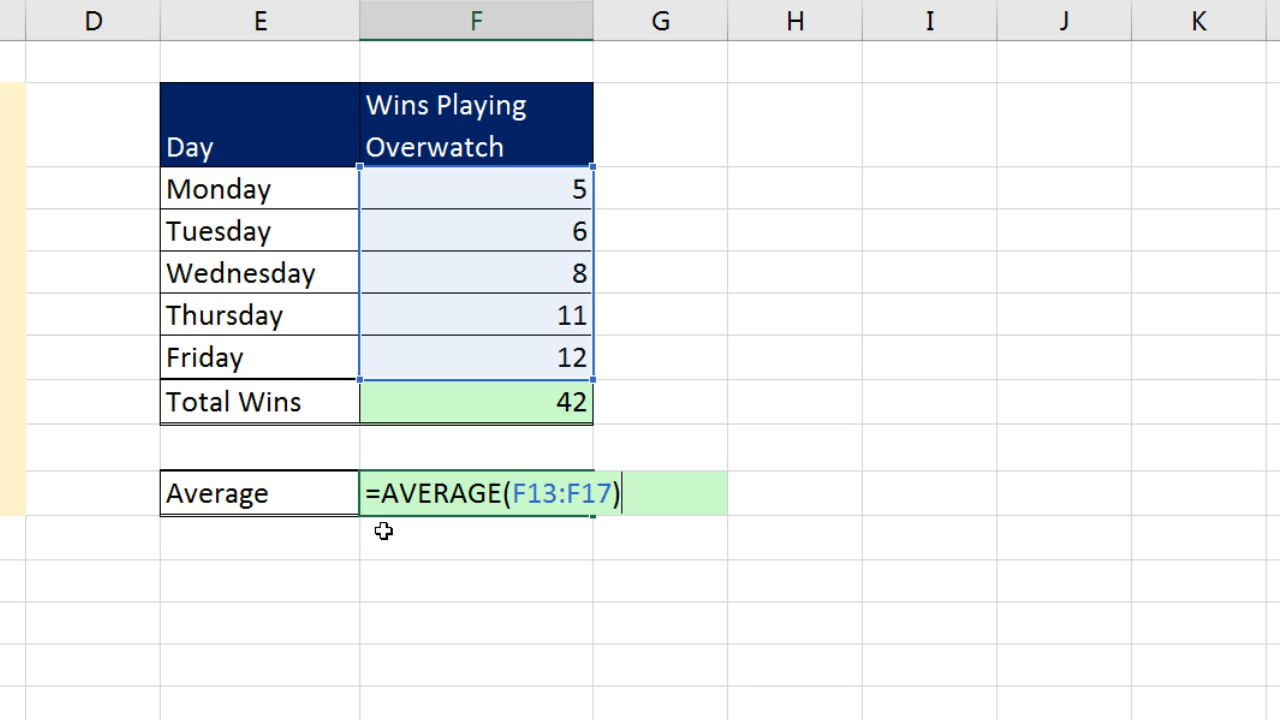 D E F G H I J K
Wins Playing
Day Overwatch
Monday 5
Tuesday 6
Wednesday 8
Thursday 11
Friday 12
Total Wins 42
Average =AVERAGE(F13:F17)